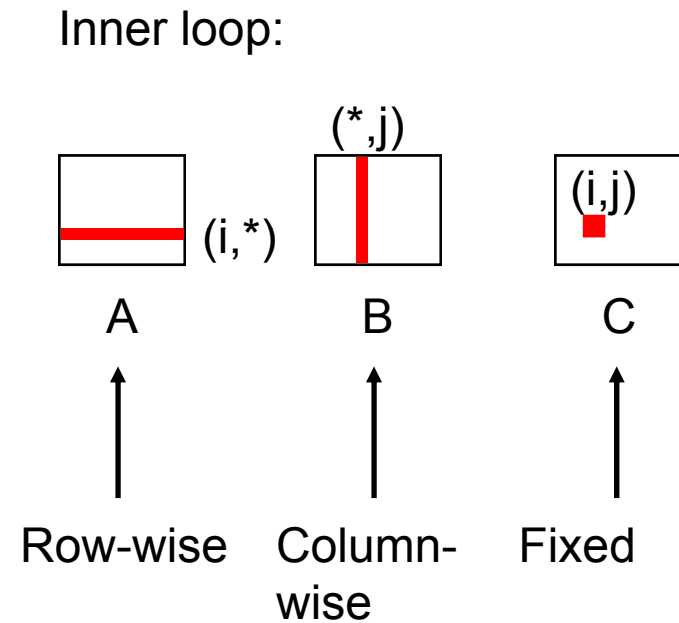 Inner loop:
(*,j)
(i,j)
(i,*)
A B C
Row-wise Column-
wise Fixed